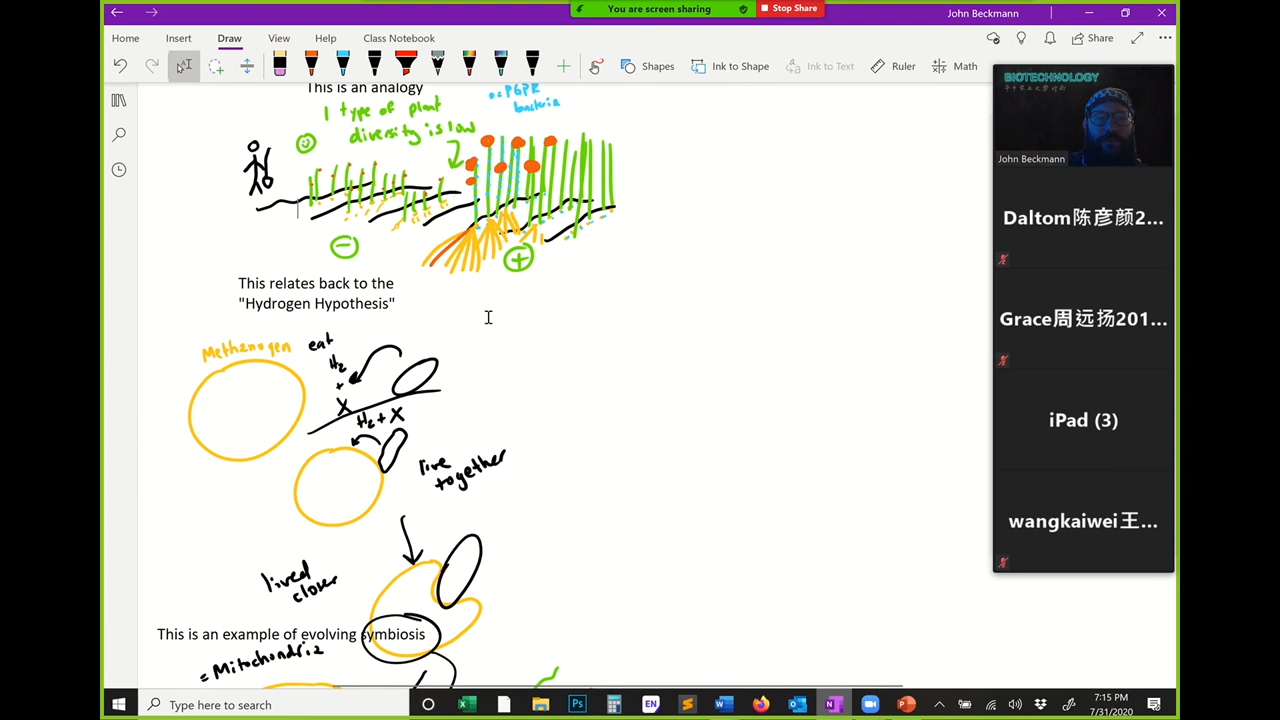 You are screen sharing
Stop Share
John Beckmann
Home Insert Draw View Help Class Notebook
Share
Shapes
Ink to Shape
Ink to Text
Ruler
Math
This is an analogy
= PGPR
bacteria
1 type of plant
diversity is low
This relates back to the
"Hydrogen Hypothesis"
Methanogen
eat
H2
+
X
H2 + X
live
together
lived
closer
This is an example of evolving symbiosis
= Mitochondria
BIOTECHNOLOGY
John Beckmann
Daltom陈彦颜2...
Grace周远扬201...
iPad (3)
wangkaiwei王...
Type here to search
EN
7:15 PM
7/31/2020